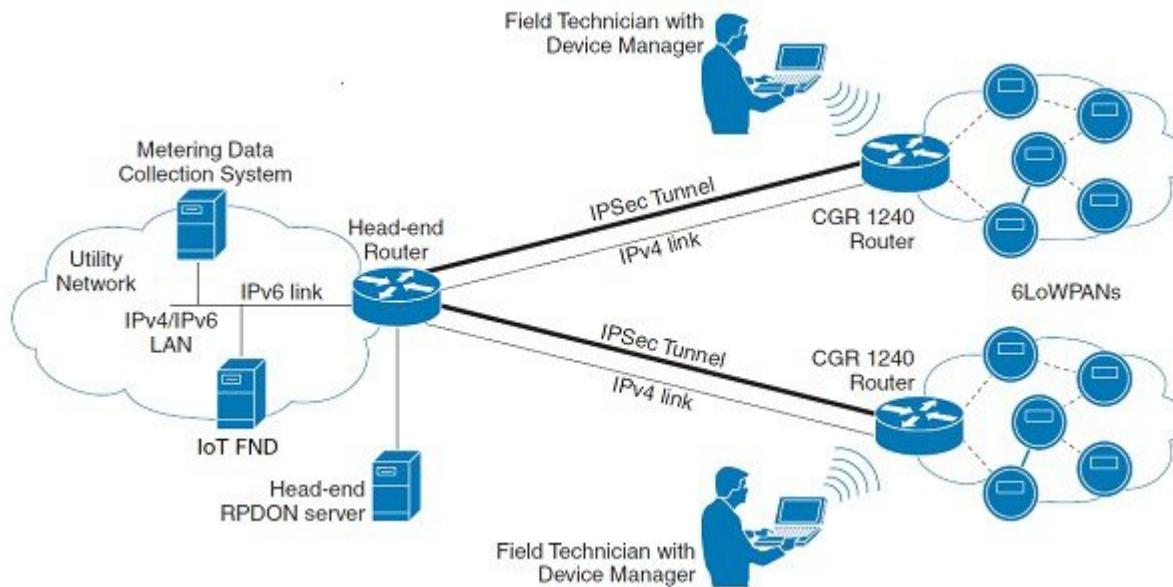 Field Technician with
Device Manager
Metering Data
Collection System
Head-end
Router
IPSec Tunnel
IPv4 link
CGR 1240
Router
Utility
Network
IPv6 link
IPv4/IPv6
LAN
6LoWPANs
IPSec Tunnel
IPv4 link
CGR 1240
Router
IoT FND
Head-end
RPDON server
Field Technician with
Device Manager